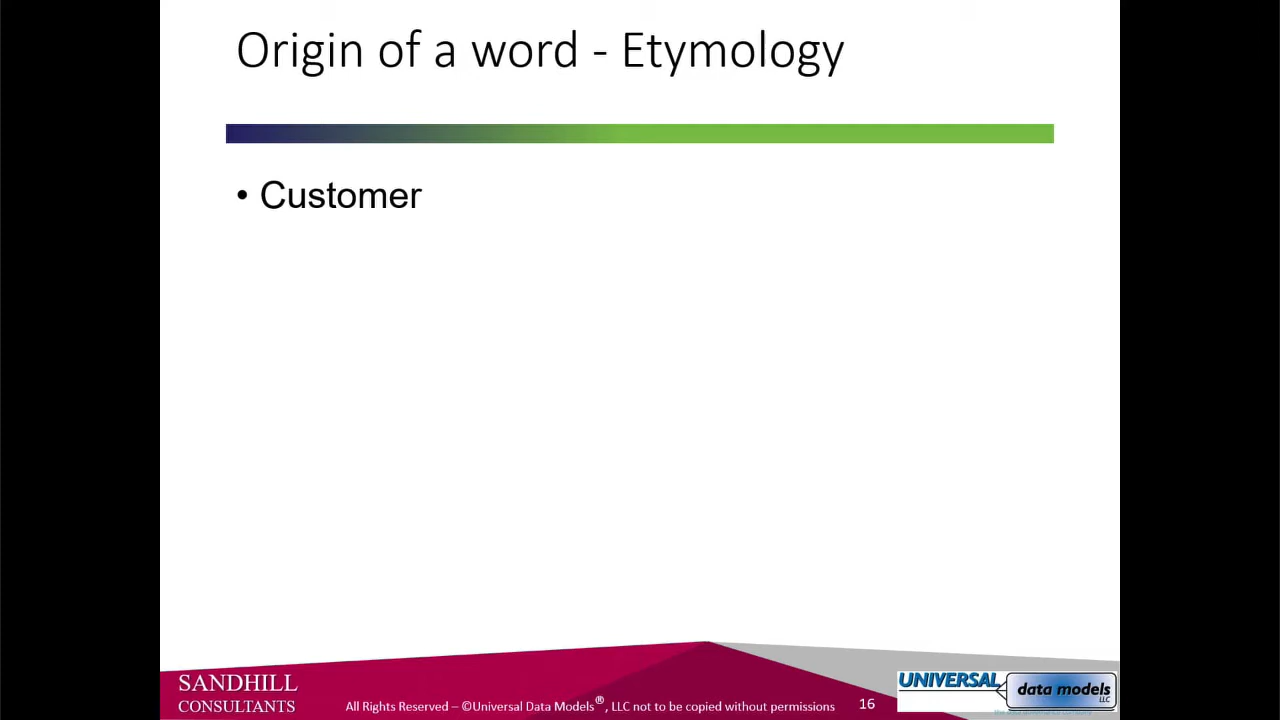 Origin of a word - Etymology
• Customer
SANDHILL
CONSULTANTS
All Rights Reserved – ©Universal Data Models®, LLC not to be copied without permissions
16
UNIVERSAL
data models
LLC